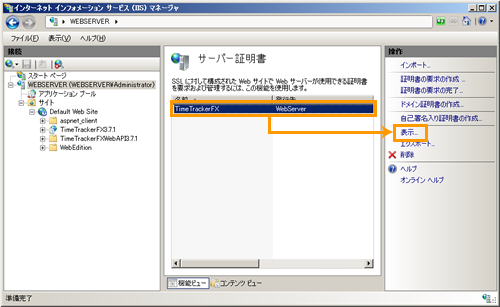 インターネット インフォメーション サービス (IIS) マネージャ
WEBSERVER
ファイル(F) 表示(V) ヘルプ(H)
接続
スタート ページ
WEBSERVER (WEBSERVER¥Administrator)
アプリケーション プール
サイト
Default Web Site
aspnet_client
TimeTrackerFX3.7.1
TimeTrackerFXWebAPI3.7.1
WebEdition
サーバー証明書
SSL に対して構成された Web サイトで Web サーバーが使用できる証明書
を要求および管理するには、この機能を使用します。
名前 発行先
TimeTrackerFX WebServer
機能ビュー コンテンツ ビュー
操作
インポート...
証明書の要求の作成...
証明書の要求の完了...
ドメイン証明書の作成...
自己署名入り証明書の作成...
表示...
エクスポート...
削除
ヘルプ
オンライン ヘルプ
準備完了